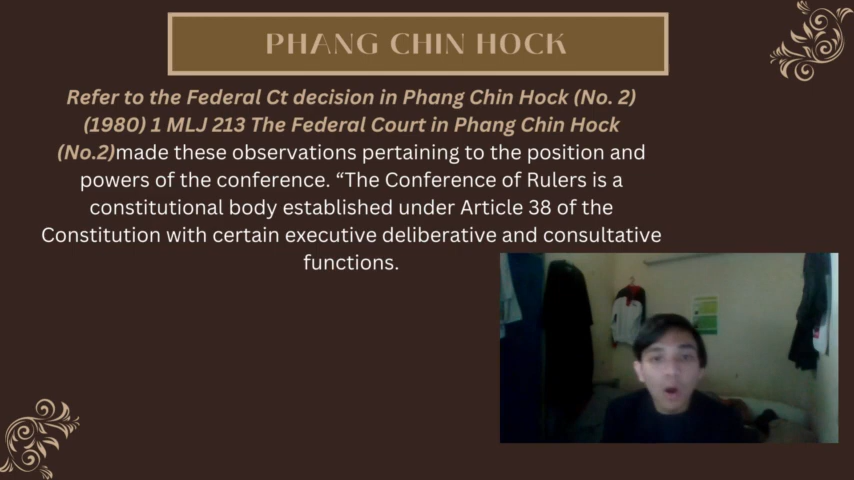 PHANG CHIN HOCK
Refer to the Federal Ct decision in Phang Chin Hock (No. 2)
(1980) 1 MLJ 213 The Federal Court in Phang Chin Hock
(No.2)made these observations pertaining to the position and
powers of the conference. “The Conference of Rulers is a
constitutional body established under Article 38 of the
Constitution with certain executive deliberative and consultative
functions.